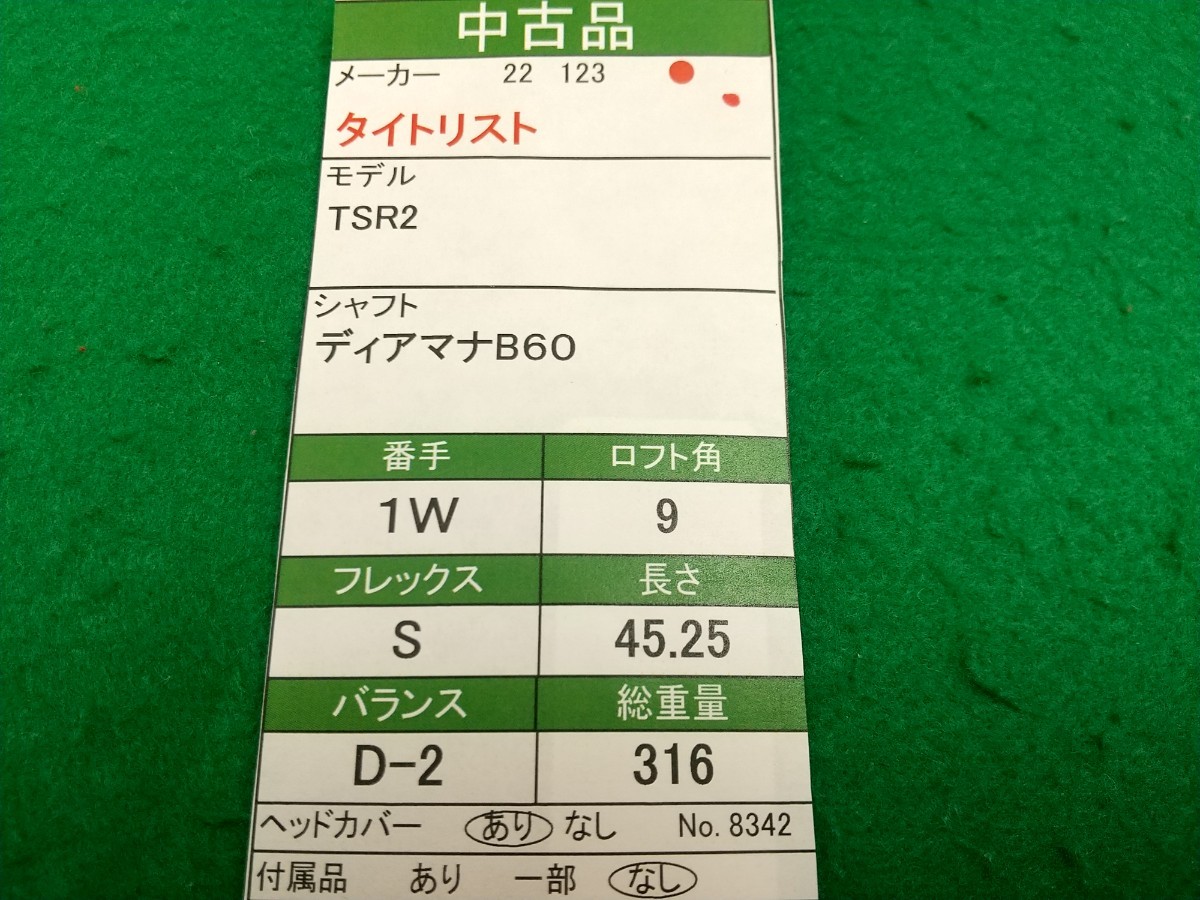 中古品
メーカー 22 123
タイトリスト
モデル
TSR2
シャフト
ディアマナB60
番手 ロフト角
1W 9
フレックス 長さ
S 45.25
バランス 総重量
D-2 316
ヘッドカバー あり なし No. 8342
付属品 あり 一部 なし